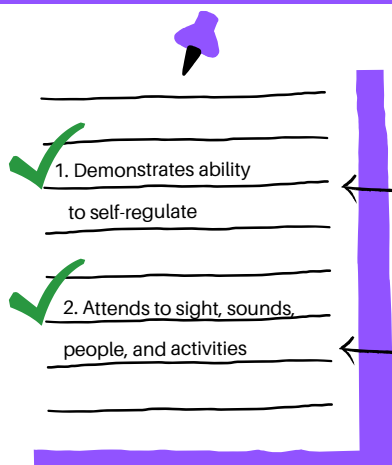 1. Demonstrates ability
to self-regulate
2. Attends to sight, sounds,
people, and activities